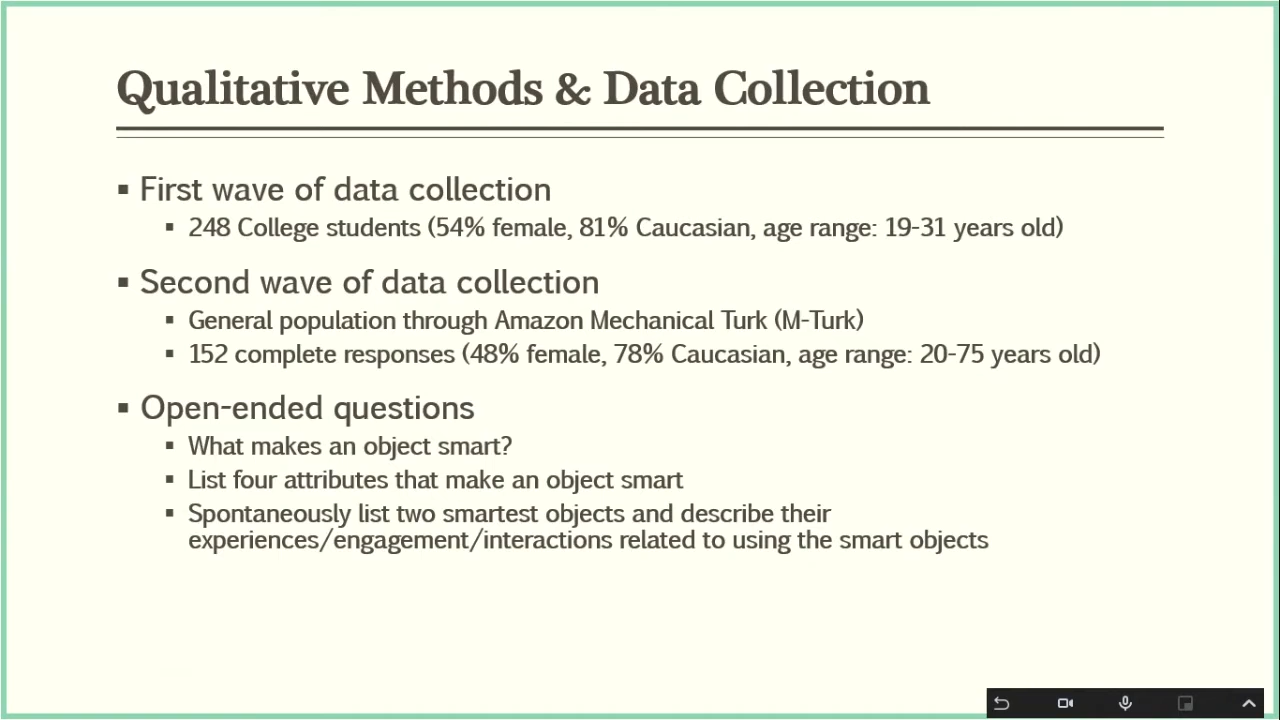 Qualitative Methods & Data Collection
▪ First wave of data collection
▪ 248 College students (54% female, 81% Caucasian, age range: 19-31 years old)
▪ Second wave of data collection
▪ General population through Amazon Mechanical Turk (M-Turk)
▪ 152 complete responses (48% female, 78% Caucasian, age range: 20-75 years old)
▪ Open-ended questions
▪ What makes an object smart?
▪ List four attributes that make an object smart
▪ Spontaneously list two smartest objects and describe their
experiences/engagement/interactions related to using the smart objects